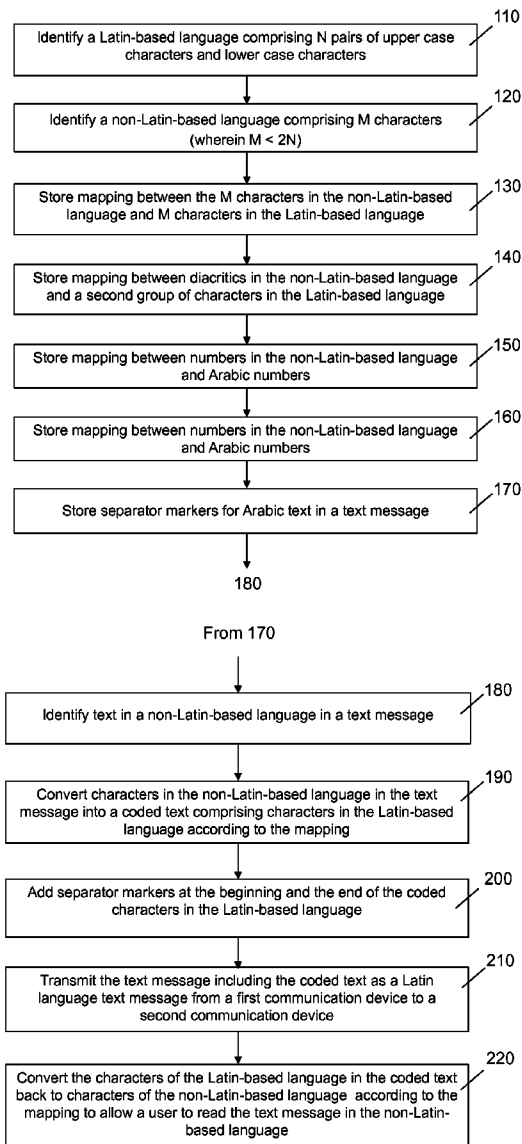 110
Identify a Latin-based language comprising N pairs of upper case
characters and lower case characters
120
Identify a non-Latin-based language comprising M characters
(wherein M < 2N)
130
Store mapping between the M characters in the non-Latin-based
language and M characters in the Latin-based language
140
Store mapping between diacritics in the non-Latin-based language
and a second group of characters in the Latin-based language
150
Store mapping between numbers in the non-Latin-based language
and Arabic numbers
160
Store mapping between numbers in the non-Latin-based language
and Arabic numbers
170
Store separator markers for Arabic text in a text message
180
From 170
180
Identify text in a non-Latin-based language in a text message
190
Convert characters in the non-Latin-based language in the text
message into a coded text comprising characters in the Latin-based
language according to the mapping
200
Add separator markers at the beginning and the end of the coded
characters in the Latin-based language
210
Transmit the text message including the coded text as a Latin
language text message from a first communication device to a
second communication device
220
Convert the characters of the Latin-based language in the coded text
back to characters of the non-Latin-based language according to the
mapping to allow a user to read the text message in the non-Latin-
based language